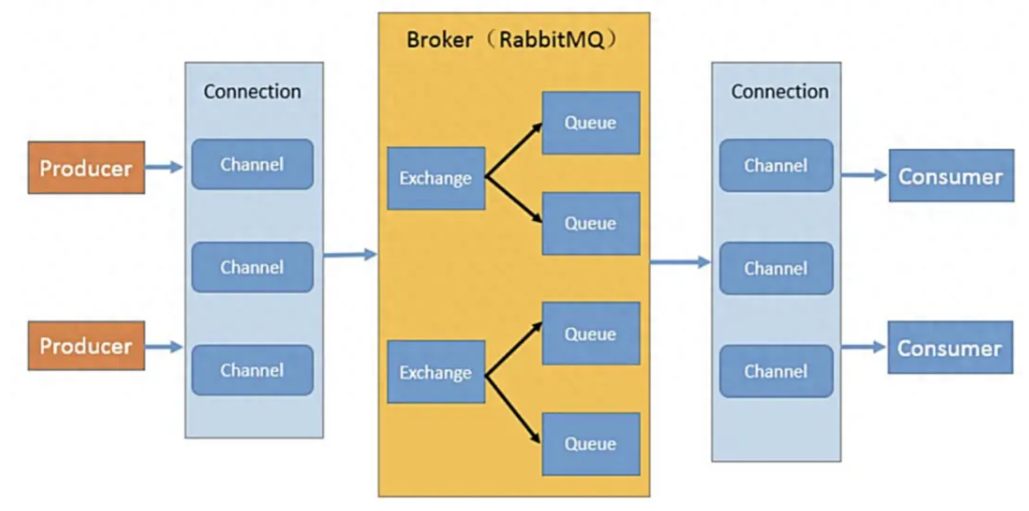 Broker（RabbitMQ）
Connection
Connection
Producer
Channel
Exchange
Queue
Queue
Channel
Consumer
Channel
Channel
Producer
Channel
Exchange
Queue
Queue
Channel
Consumer